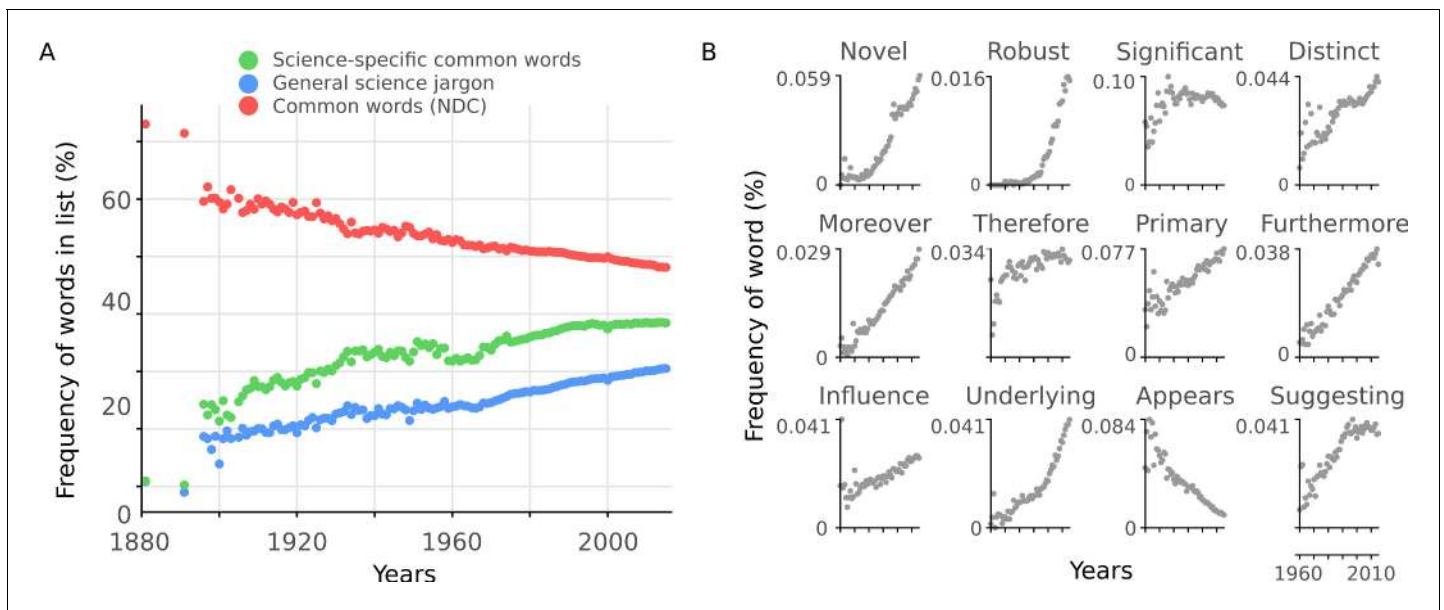 A
Science-specific common words
General science jargon
Common words (NDC)
Frequency of words in list (%)
60
40
20
0
1880
1920
1960
2000
Years
B
Frequency of word (%)
Novel
Robust
Significant
Distinct
0.059
0
0.016
0
0.10
0
0.044
0
Moreover
Therefore
Primary
Furthermore
0.029
0
0.034
0
0.077
0
0.038
0
Influence
Underlying
Appears
Suggesting
0.041
0
0.041
0
0.084
0
0.041
0
Years
1960
2010